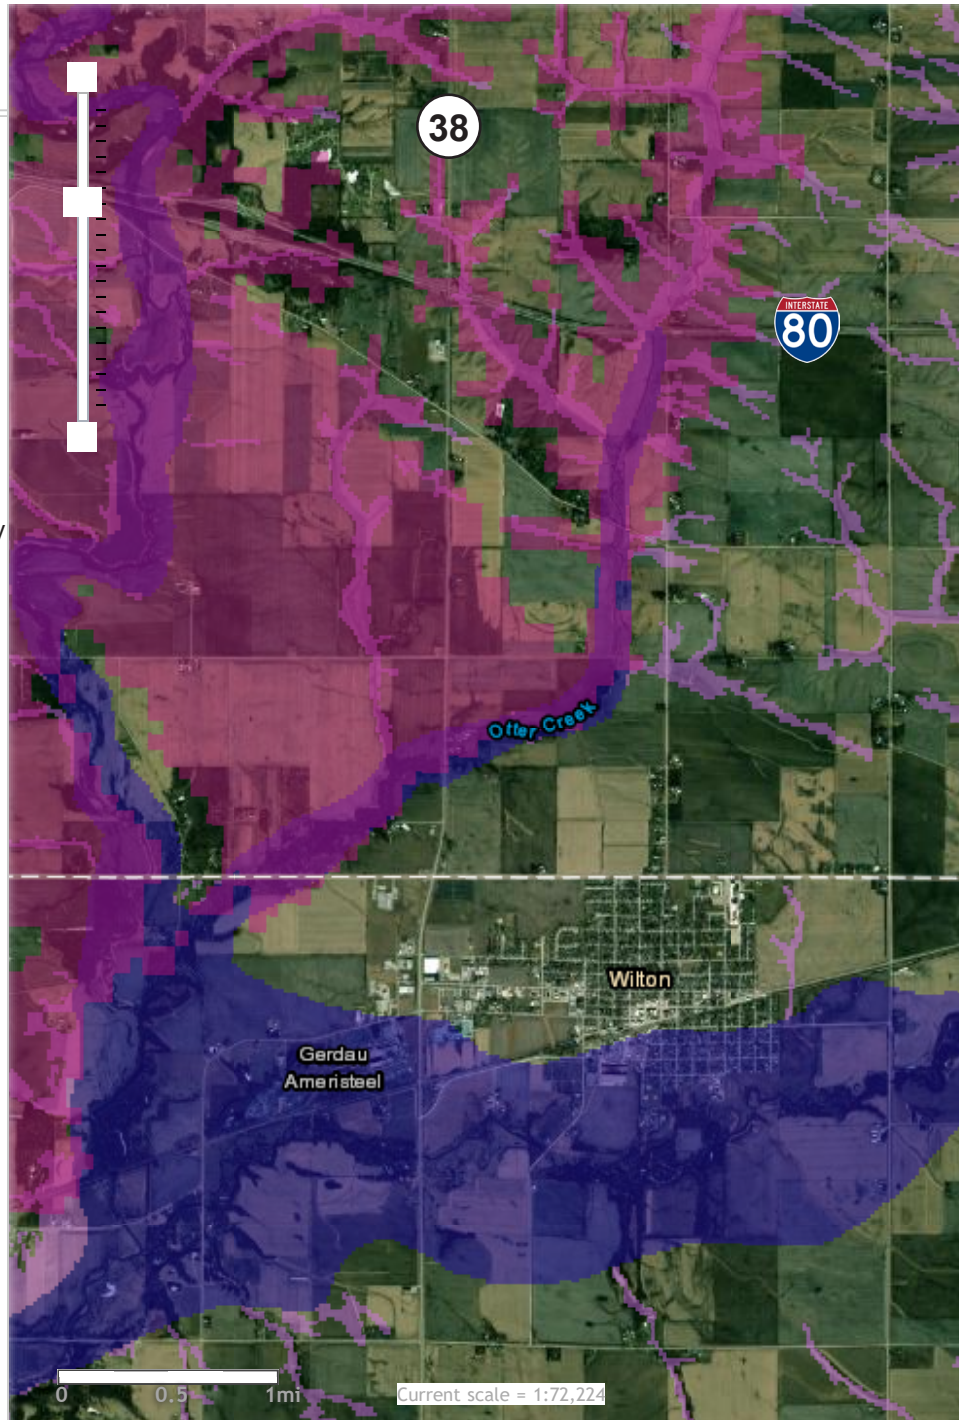 38
INTERSTATE
80
Otter Creek
Wilton
Gerdau
Ameristeel
0 0.5 1mi
Current scale = 1:72,224